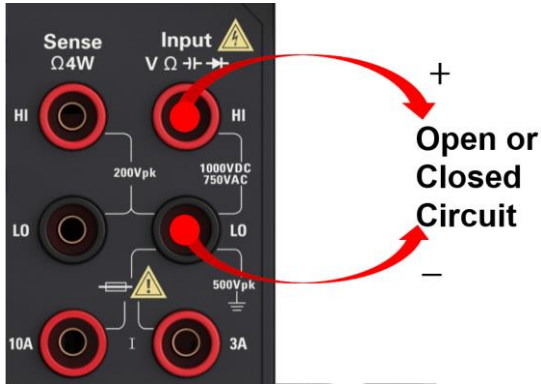 Sense Input
Ω4W V Ω ⊣⊢ ➔|
HI HI
200Vpk 1000VDC
750VAC
LO LO
500Vpk
10A I 3A
+
Open or
Closed
Circuit
−